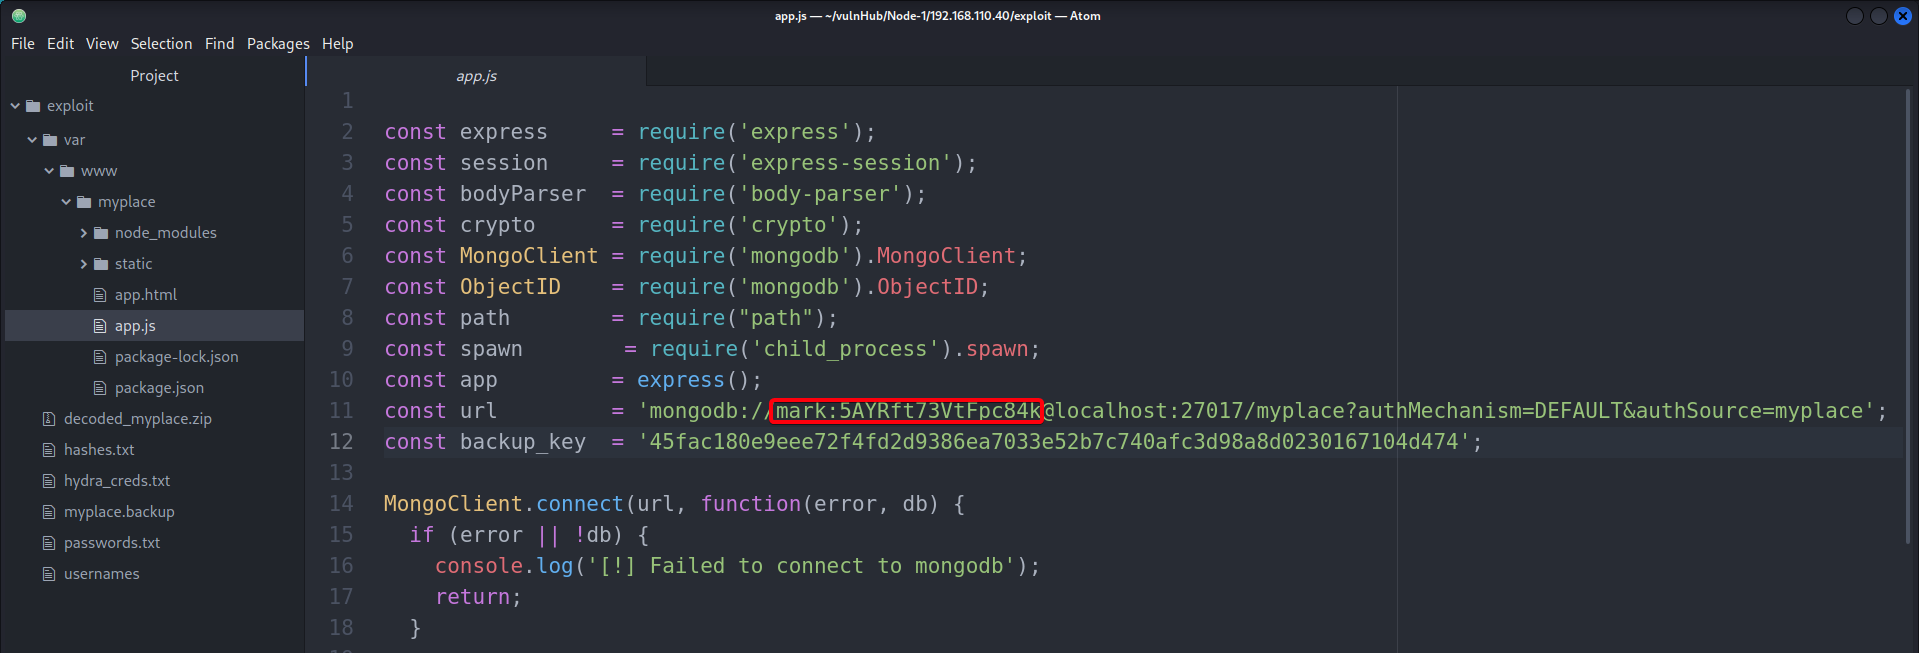 app.js — ~/vulnHub/Node-1/192.168.110.40/exploit — Atom
File Edit View Selection Find Packages Help
Project
exploit
var
www
myplace
node_modules
static
app.html
app.js
package-lock.json
package.json
decoded_myplace.zip
hashes.txt
hydra_creds.txt
myplace.backup
passwords.txt
usernames
app.js
1
2 const express     = require('express');
3 const session     = require('express-session');
4 const bodyParser  = require('body-parser');
5 const crypto      = require('crypto');
6 const MongoClient = require('mongodb').MongoClient;
7 const ObjectID    = require('mongodb').ObjectID;
8 const path        = require("path");
9 const spawn        = require('child_process').spawn;
10 const app         = express();
11 const url         = 'mongodb://mark:5AYRft73VtFpc84k@localhost:27017/myplace?authMechanism=DEFAULT&authSource=myplace';
12 const backup_key  = '45fac180e9eee72f4fd2d9386ea7033e52b7c740afc3d98a8d0230167104d474';
13
14 MongoClient.connect(url, function(error, db) {
15   if (error || !db) {
16     console.log('[!] Failed to connect to mongodb');
17     return;
18   }